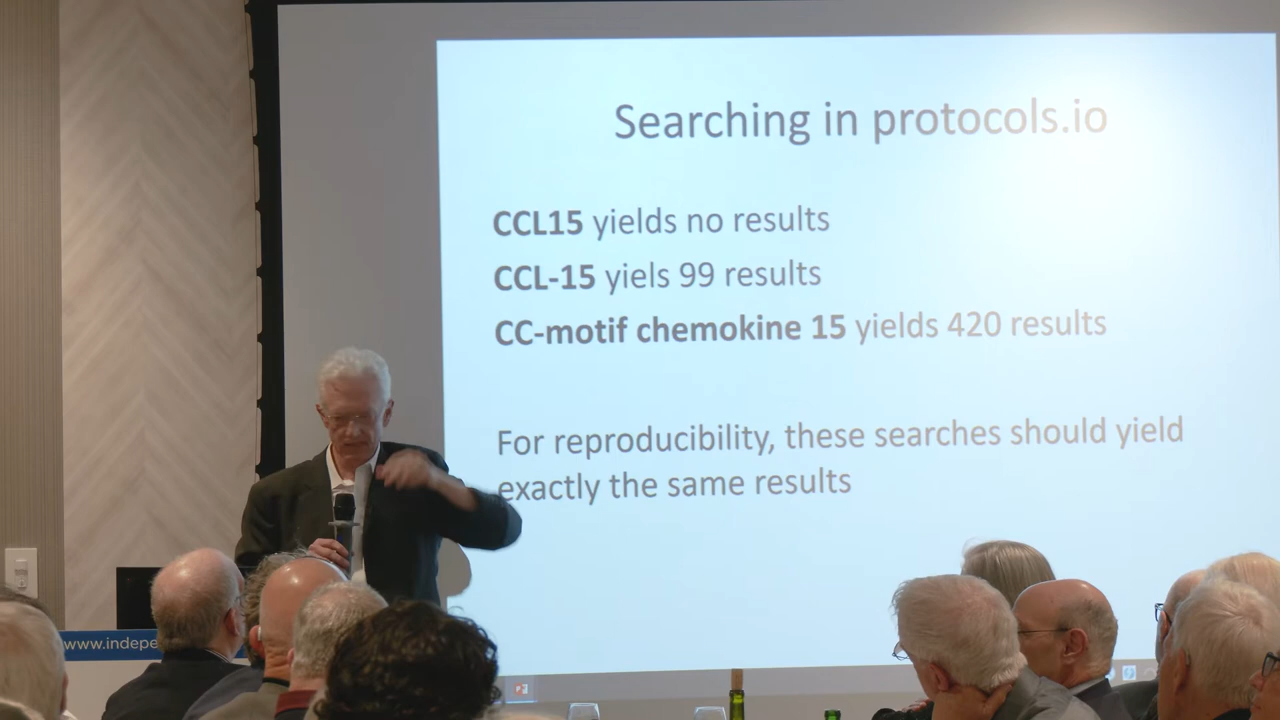 Searching in protocols.io
CCL15 yields no results
CCL-15 yiels 99 results
CC-motif chemokine 15 yields 420 results
For reproducibility, these searches should yield
exactly the same results
www.indepe